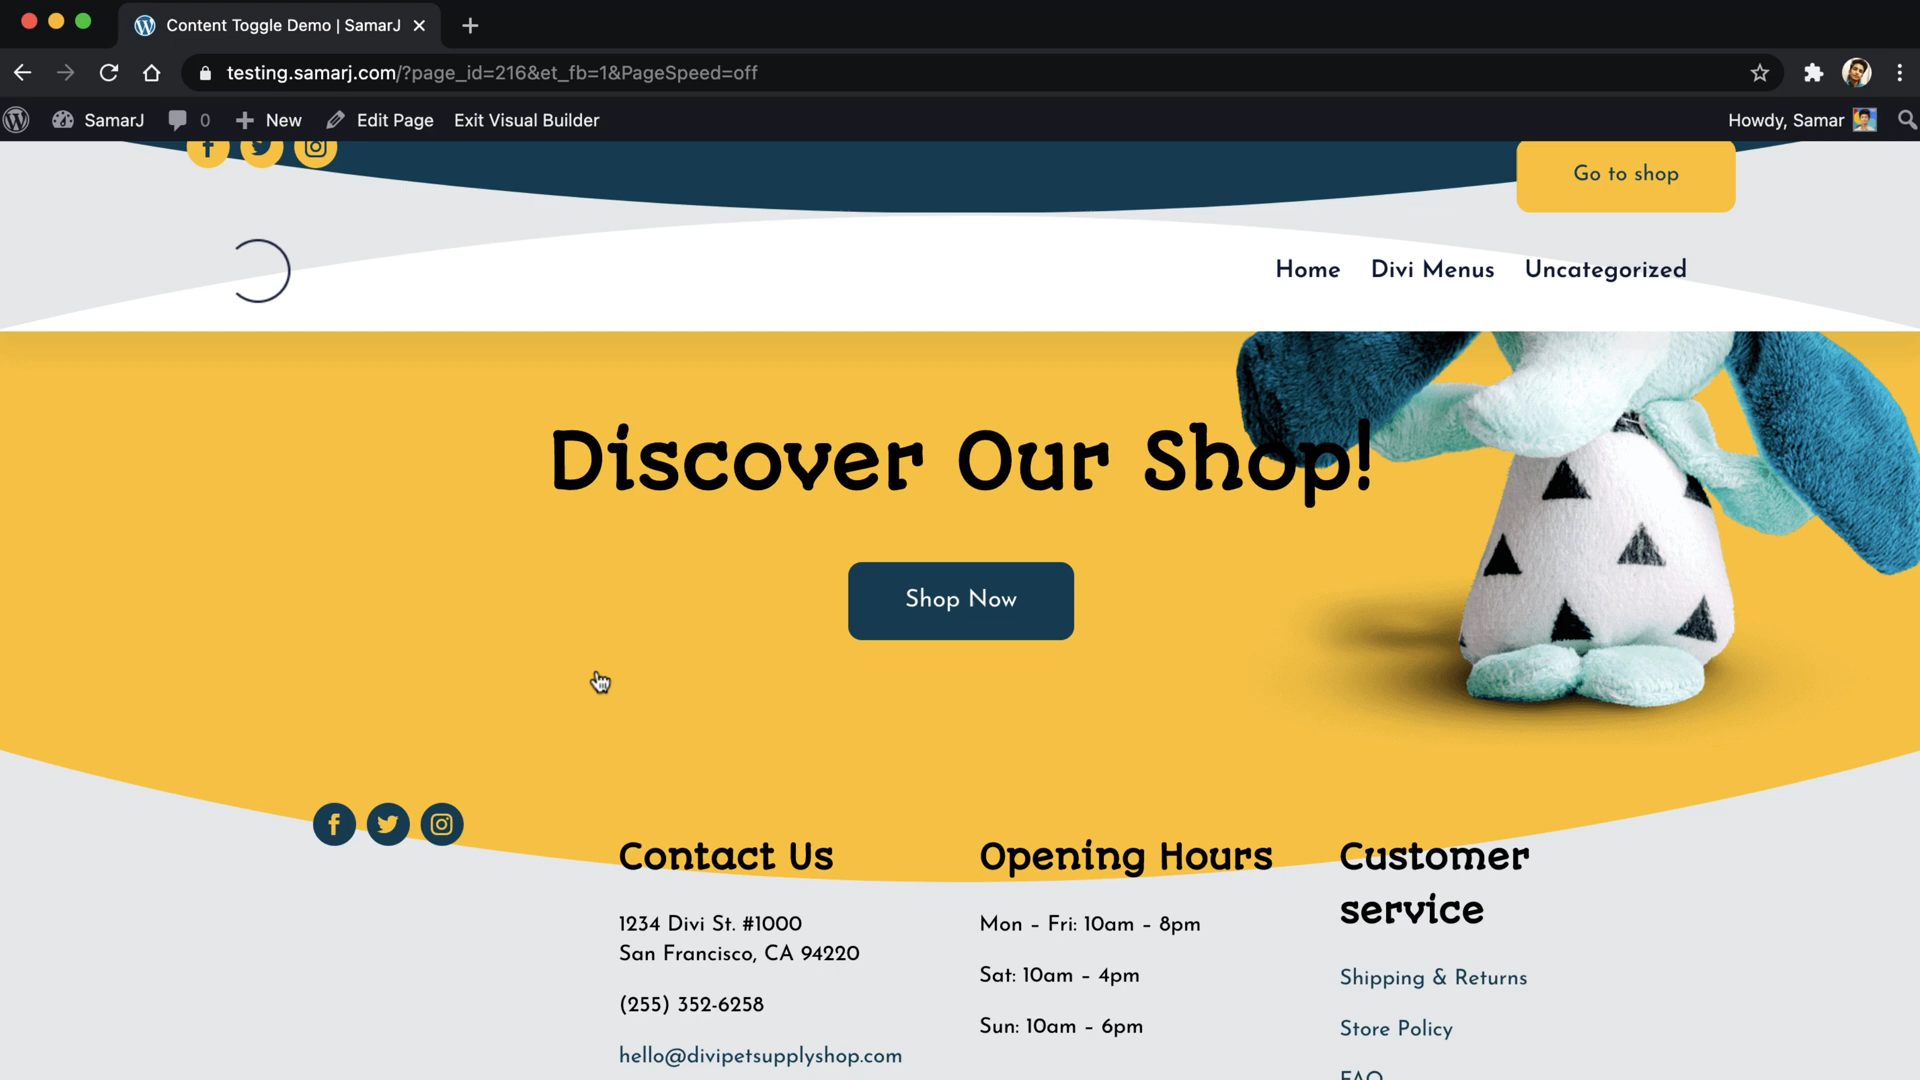 Content Toggle Demo | SamarJ
testing.samarj.com/?page_id=216&et_fb=1&PageSpeed=off
SamarJ 0 New Edit Page Exit Visual Builder Howdy, Samar
Go to shop
Home Divi Menus Uncategorized
Discover Our Shop!
Shop Now
Contact Us
1234 Divi St. #1000
San Francisco, CA 94220
(255) 352-6258
hello@divipetsupplyshop.com
Opening Hours
Mon – Fri: 10am – 8pm
Sat: 10am – 4pm
Sun: 10am – 6pm
Customer
service
Shipping & Returns
Store Policy
FAQ